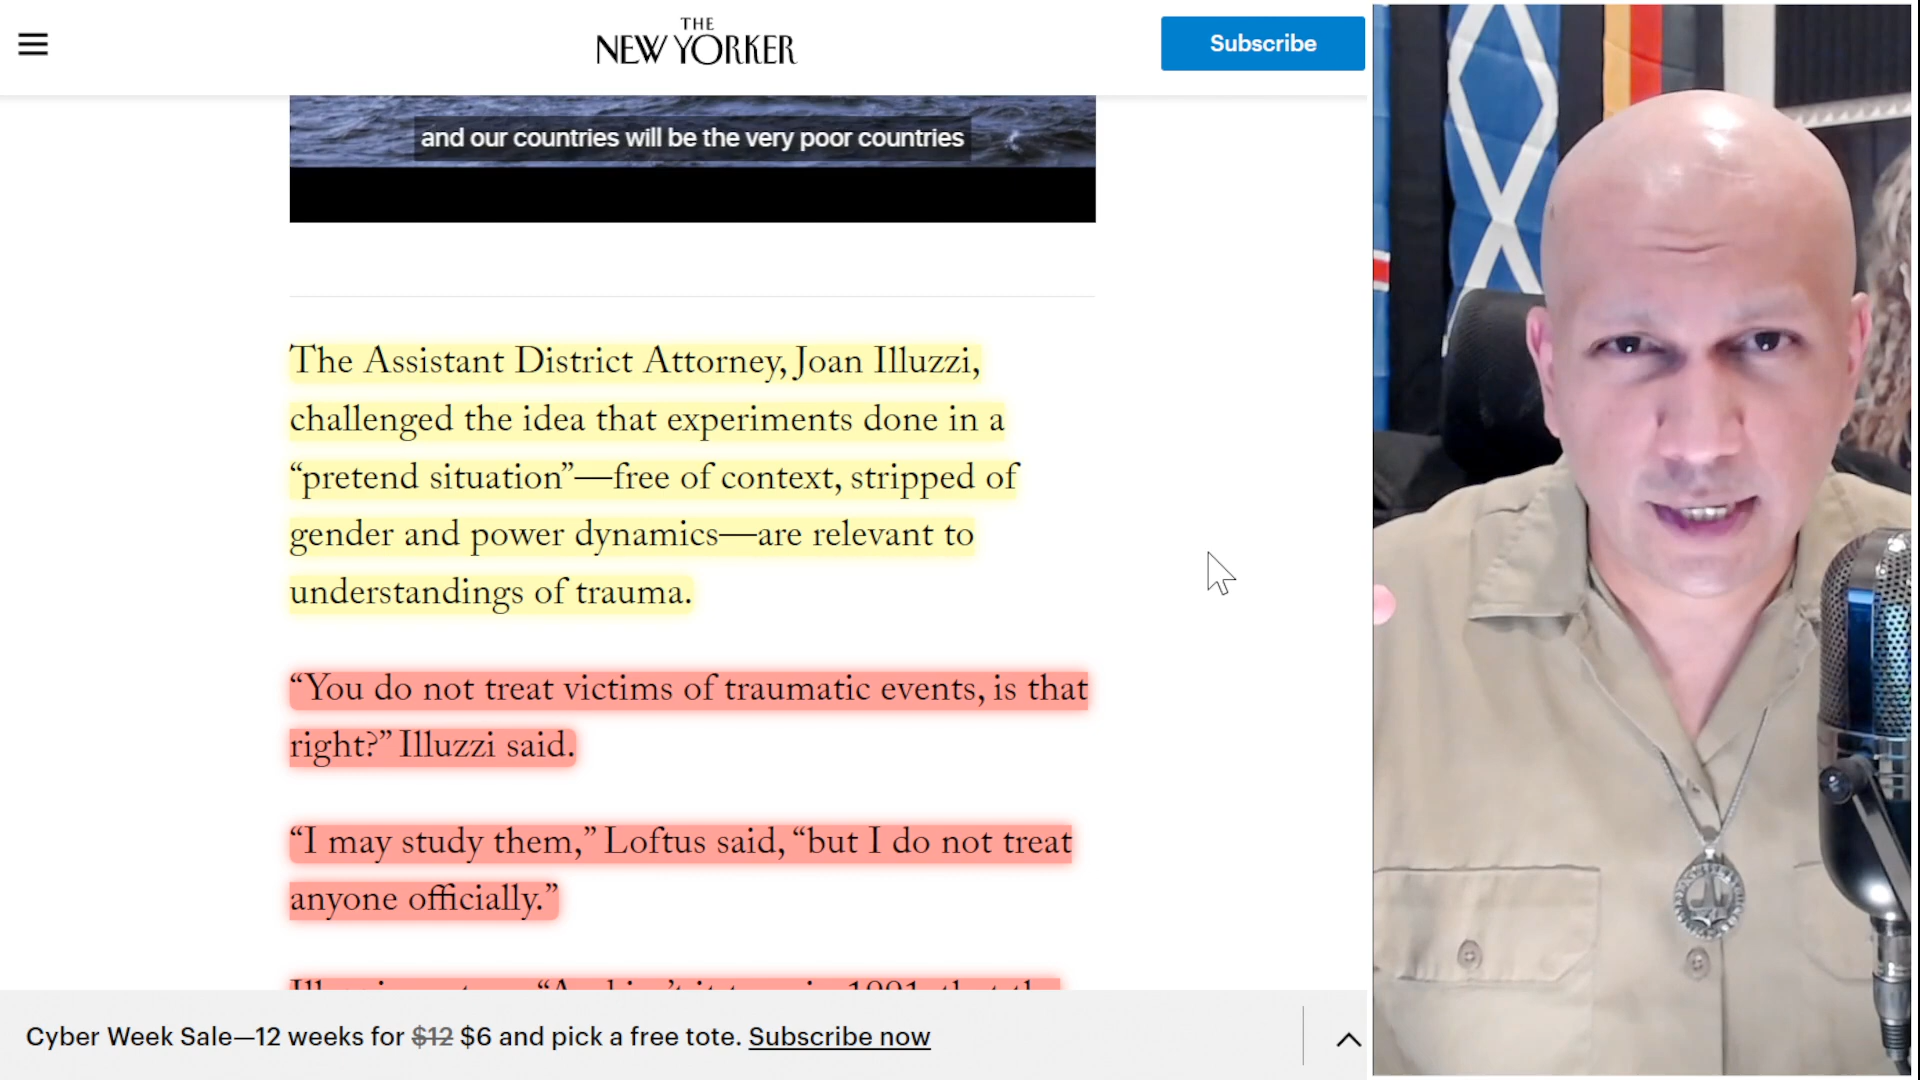 THE
NEW YORKER
Subscribe
and our countries will be the very poor countries
The Assistant District Attorney, Joan Illuzzi,
challenged the idea that experiments done in a
“pretend situation”—free of context, stripped of
gender and power dynamics—are relevant to
understandings of trauma.
“You do not treat victims of traumatic events, is that
right?” Illuzzi said.
“I may study them,” Loftus said, “but I do not treat
anyone officially.”
Cyber Week Sale—12 weeks for $12 $6 and pick a free tote. Subscribe now